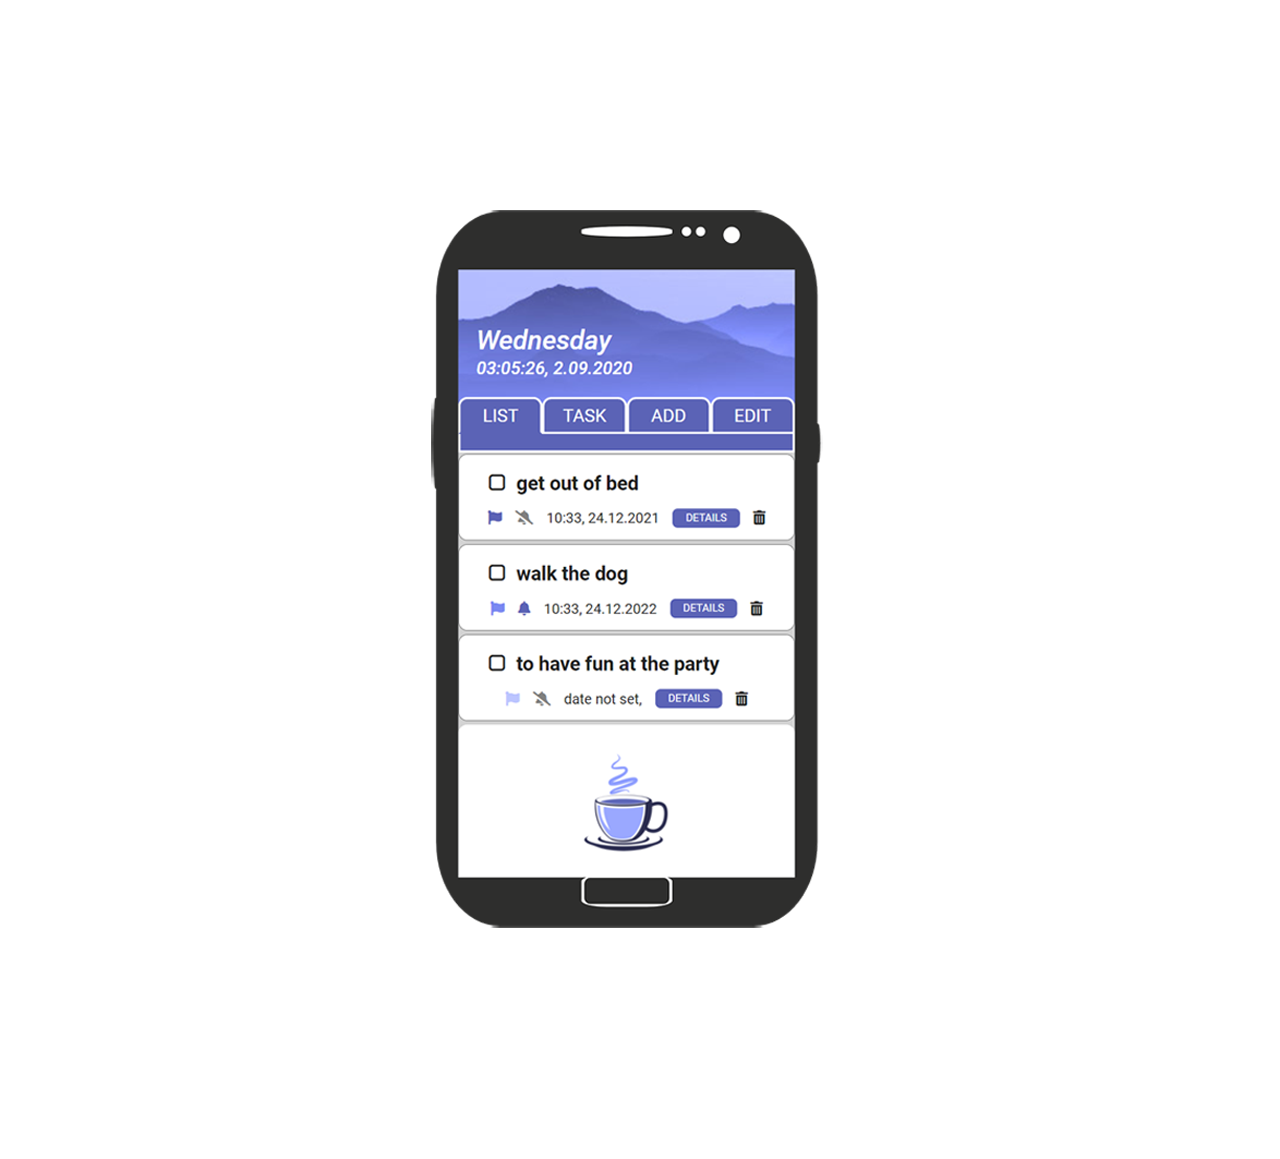 Wednesday
03:05:26, 2.09.2020
LIST TASK ADD EDIT
get out of bed
10:33, 24.12.2021 DETAILS
walk the dog
10:33, 24.12.2022 DETAILS
to have fun at the party
date not set, DETAILS